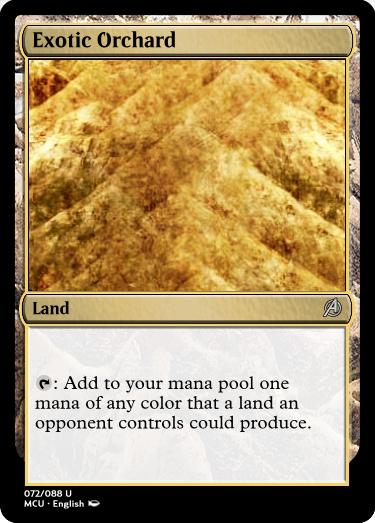 Exotic Orchard
Land
: Add to your mana pool one
mana of any color that a land an
opponent controls could produce.
072/088 U
MCU · English